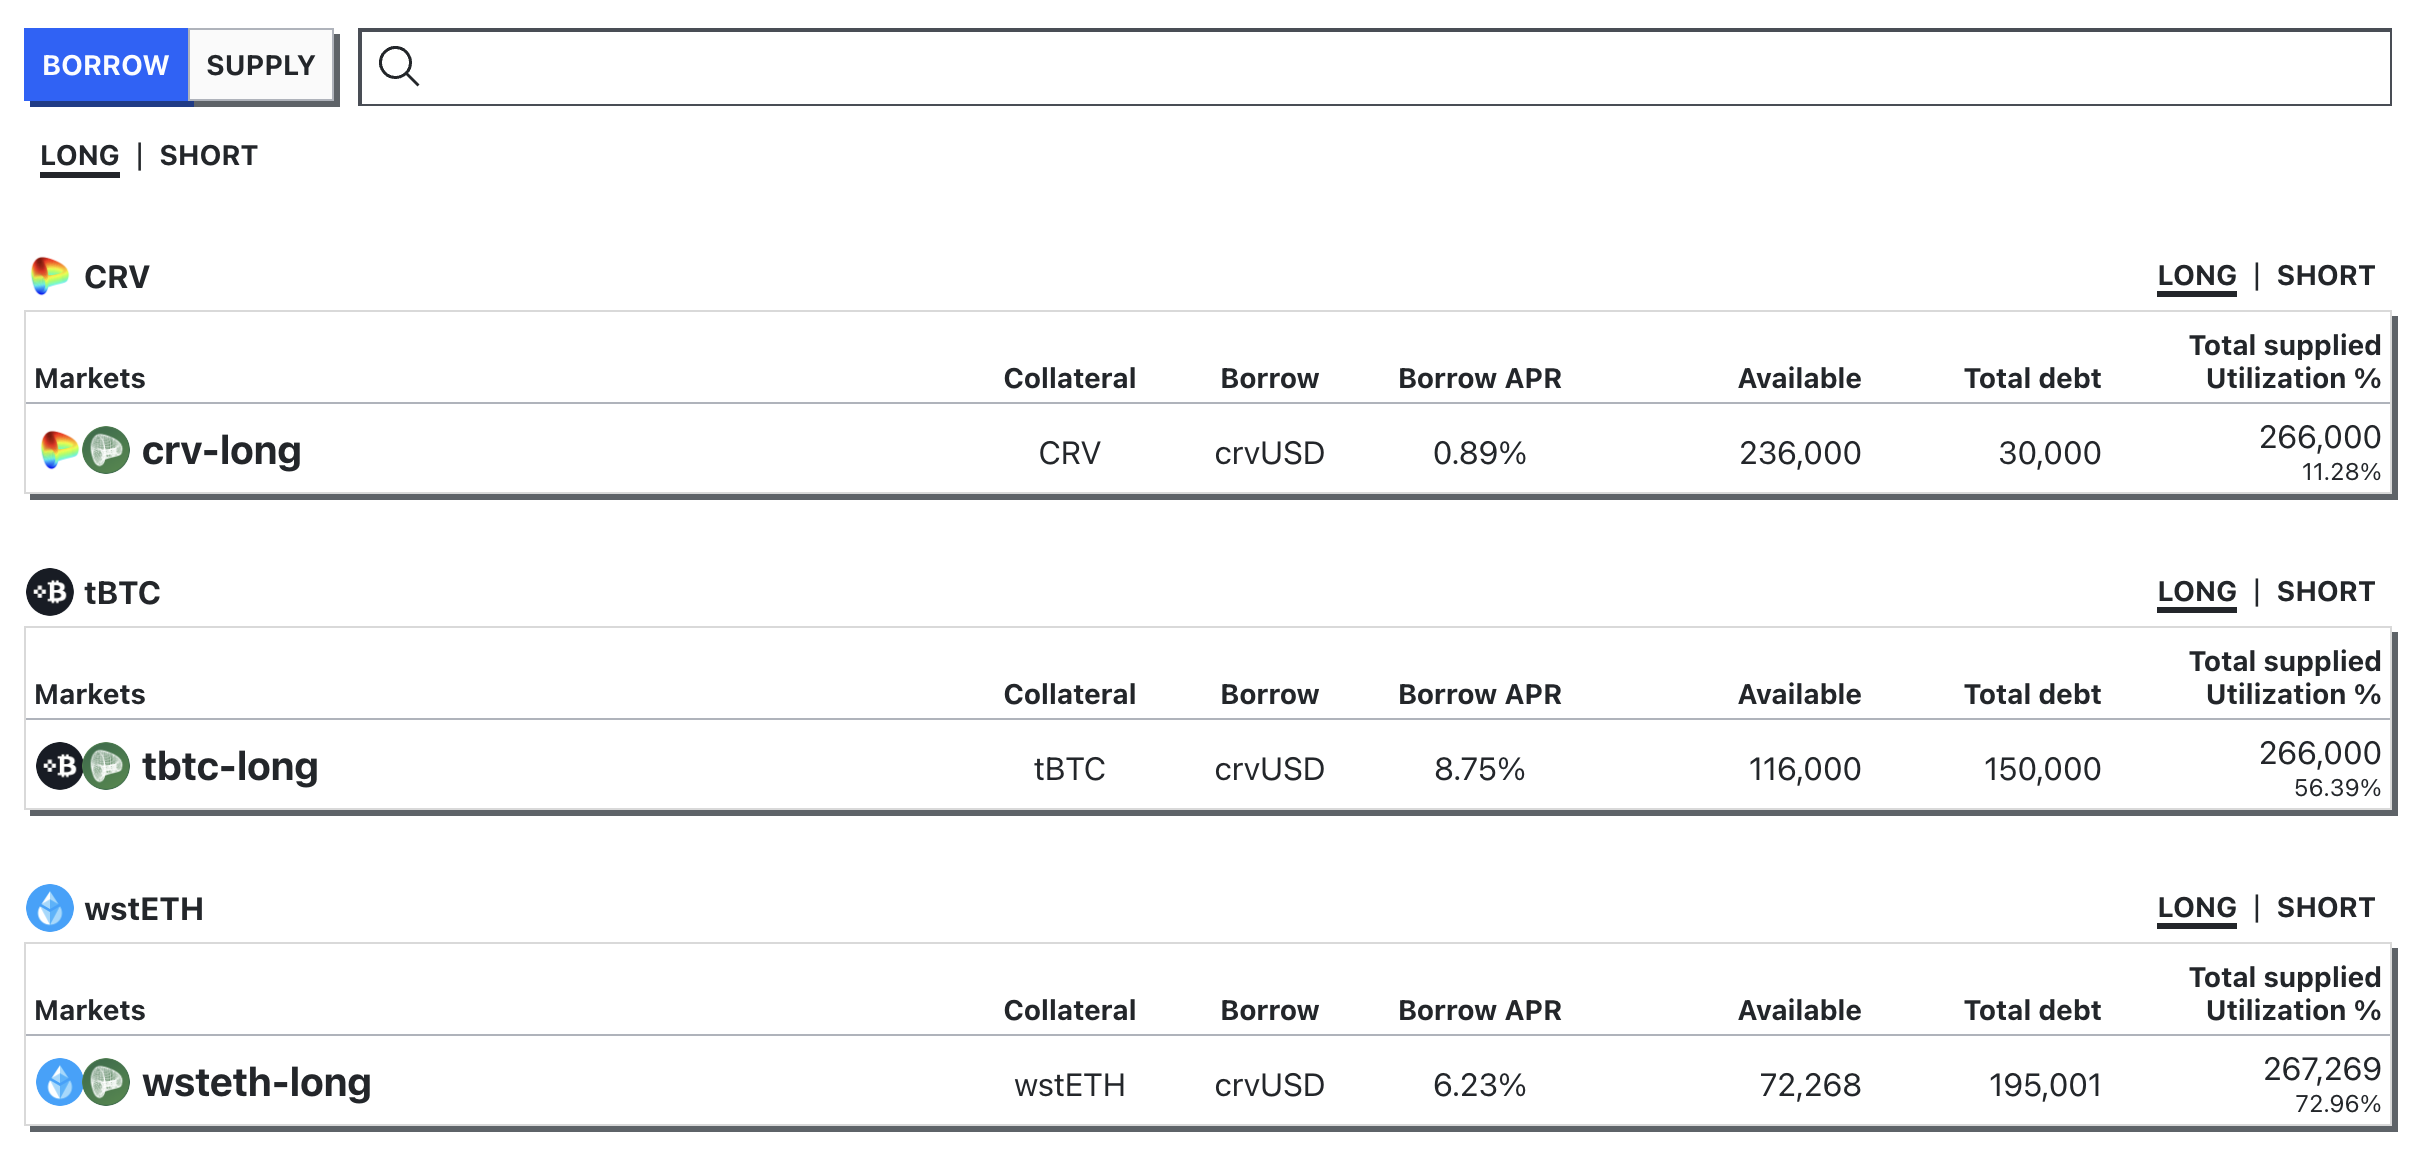 BORROW SUPPLY
LONG | SHORT
CRV LONG | SHORT
Total supplied
Markets Collateral Borrow Borrow APR Available Total debt Utilization %
crv-long CRV crvUSD 0.89% 236,000 30,000 266,000
11.28%
tBTC LONG | SHORT
Total supplied
Markets Collateral Borrow Borrow APR Available Total debt Utilization %
tbtc-long tBTC crvUSD 8.75% 116,000 150,000 266,000
56.39%
wstETH LONG | SHORT
Total supplied
Markets Collateral Borrow Borrow APR Available Total debt Utilization %
wsteth-long wstETH crvUSD 6.23% 72,268 195,001 267,269
72.96%